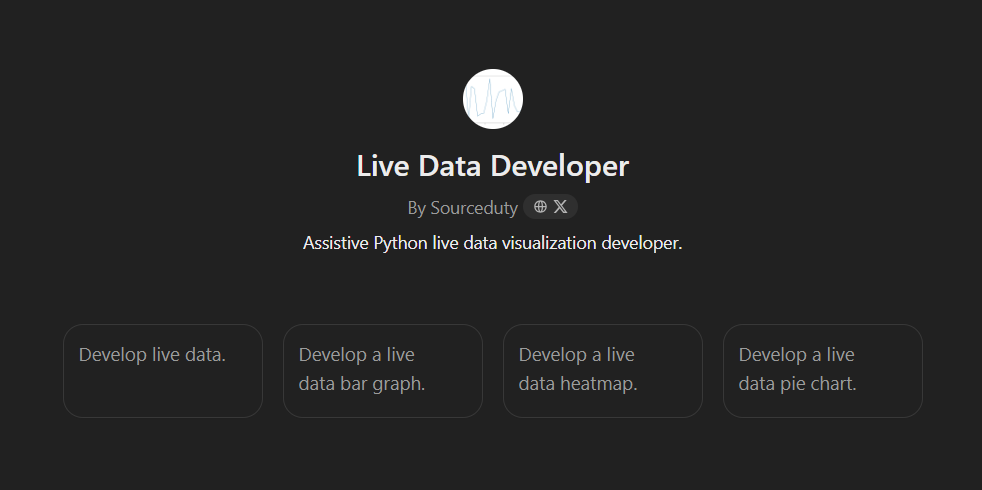 Live Data Developer
By Sourceduty
Assistive Python live data visualization developer.
Develop live data.
Develop a live
data bar graph.
Develop a live
data heatmap.
Develop a live
data pie chart.